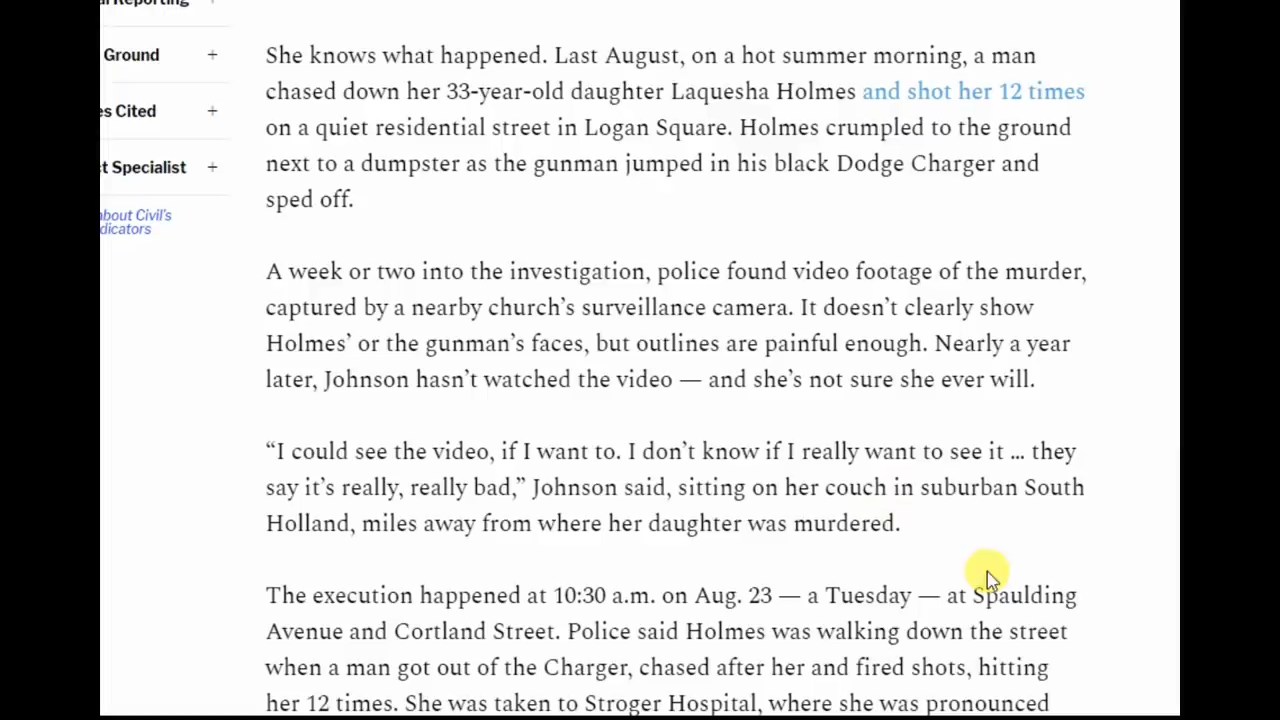 al Reporting
Ground +
es Cited +
t Specialist +
about Civil's
dicators
She knows what happened. Last August, on a hot summer morning, a man
chased down her 33-year-old daughter Laquesha Holmes and shot her 12 times
on a quiet residential street in Logan Square. Holmes crumpled to the ground
next to a dumpster as the gunman jumped in his black Dodge Charger and
sped off.
A week or two into the investigation, police found video footage of the murder,
captured by a nearby church’s surveillance camera. It doesn’t clearly show
Holmes’ or the gunman’s faces, but outlines are painful enough. Nearly a year
later, Johnson hasn’t watched the video — and she’s not sure she ever will.
“I could see the video, if I want to. I don’t know if I really want to see it ... they
say it’s really, really bad,” Johnson said, sitting on her couch in suburban South
Holland, miles away from where her daughter was murdered.
The execution happened at 10:30 a.m. on Aug. 23 — a Tuesday — at Spaulding
Avenue and Cortland Street. Police said Holmes was walking down the street
when a man got out of the Charger, chased after her and fired shots, hitting
her 12 times. She was taken to Stroger Hospital, where she was pronounced